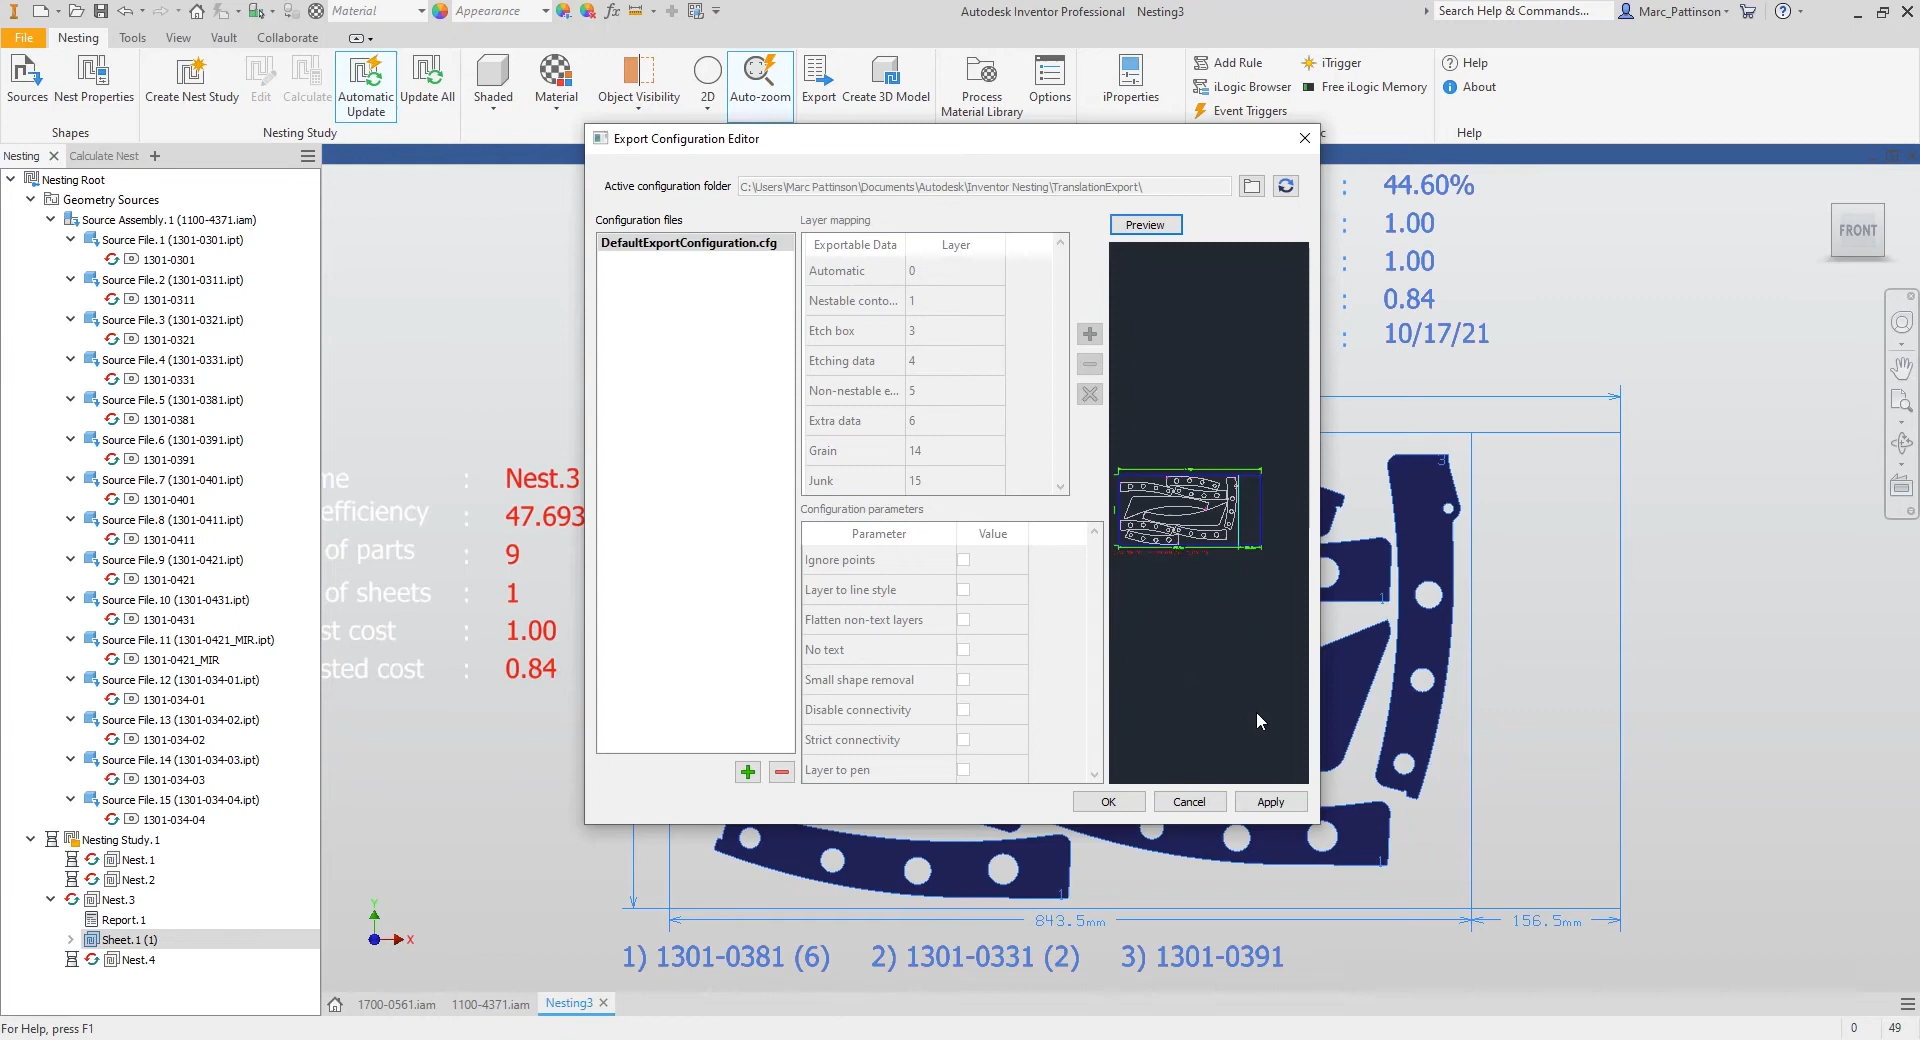 Material
Appearance
Autodesk Inventor Professional Nesting3
Search Help & Commands...
Marc_Pattinson
File
Nesting
Tools
View
Vault
Collaborate
Sources
Nest Properties
Create Nest Study
Edit
Calculate
Automatic Update
Update All
Shaded
Material
Object Visibility
2D
Auto-zoom
Export
Create 3D Model
Process Material Library
Options
iProperties
Add Rule
iTrigger
iLogic Browser
Free iLogic Memory
Event Triggers
Help
About
Shapes
Nesting Study
Help
Nesting
Calculate Nest
Nesting Root
Geometry Sources
Source Assembly.1 (1100-4371.iam)
Source File.1 (1301-0301.ipt)
1301-0301
Source File.2 (1301-0311.ipt)
1301-0311
Source File.3 (1301-0321.ipt)
1301-0321
Source File.4 (1301-0331.ipt)
1301-0331
Source File.5 (1301-0381.ipt)
1301-0381
Source File.6 (1301-0391.ipt)
1301-0391
Source File.7 (1301-0401.ipt)
1301-0401
Source File.8 (1301-0411.ipt)
1301-0411
Source File.9 (1301-0421.ipt)
1301-0421
Source File.10 (1301-0431.ipt)
1301-0431
Source File.11 (1301-0421_MIR.ipt)
1301-0421_MIR
Source File.12 (1301-034-01.ipt)
1301-034-01
Source File.13 (1301-034-02.ipt)
1301-034-02
Source File.14 (1301-034-03.ipt)
1301-034-03
Source File.15 (1301-034-04.ipt)
1301-034-04
Nesting Study.1
Nest.1
Nest.2
Nest.3
Report.1
Sheet.1 (1)
Nest.4
Export Configuration Editor
Active configuration folder C:\Users\Marc Pattinson\Documents\Autodesk\Inventor Nesting\TranslationExport\
Configuration files
DefaultExportConfiguration.cfg
Layer mapping
Exportable Data Layer
Automatic 0
Nestable conto... 1
Etch box 3
Etching data 4
Non-nestable e... 5
Extra data 6
Grain 14
Junk 15
Configuration parameters
Parameter Value
Ignore points
Layer to line style
Flatten non-text layers
No text
Small shape removal
Disable connectivity
Strict connectivity
Layer to pen
Preview
OK
Cancel
Apply
: 44.60%
: 1.00
: 1.00
: 0.84
: 10/17/21
FRONT
me : Nest.3
efficiency : 47.693
of parts : 9
of sheets : 1
st cost : 1.00
sted cost : 0.84
3
1
1
1
843.5mm
156.5mm
Y
X
1) 1301-0381 (6) 2) 1301-0331 (2) 3) 1301-0391
1700-0561.iam
1100-4371.iam
Nesting3
For Help, press F1
0
49